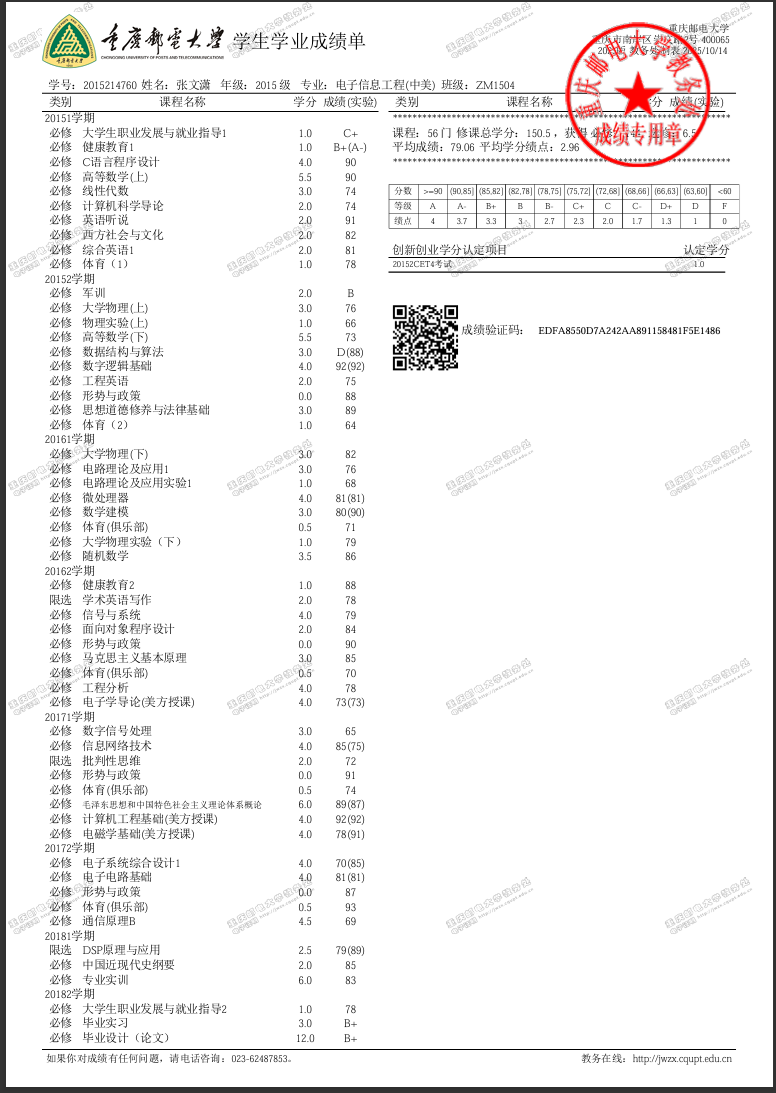 重庆邮电大学 学生学业成绩单
CHONGQING UNIVERSITY OF POSTS AND TELECOMMUNICATIONS
重庆邮电大学
400065
学号：2015214760 姓名：张文潇 年级：2015 级 专业：电子信息工程(中美) 班级：ZM1504
类别 课程名称 学分 成绩(实验)
20151学期
必修 大学生职业发展与就业指导1 1.0 C+
必修 健康教育1 1.0 B+(A-)
必修 C语言程序设计 4.0 90
必修 高等数学(上) 5.5 90
必修 线性代数 3.0 74
必修 计算机科学导论 2.0 74
必修 英语听说 2.0 91
必修 西方社会与文化 2.0 82
必修 综合英语1 2.0 81
必修 体育（1） 1.0 78
20152学期
必修 军训 2.0 B
必修 大学物理(上) 3.0 76
必修 物理实验(上) 1.0 66
必修 高等数学(下) 5.5 73
必修 数据结构与算法 3.0 D(88)
必修 数字逻辑基础 4.0 92(92)
必修 工程英语 2.0 75
必修 形势与政策 0.0 88
必修 思想道德修养与法律基础 3.0 89
必修 体育（2） 1.0 64
20161学期
必修 大学物理(下) 3.0 82
必修 电路理论及应用1 3.0 76
必修 电路理论及应用实验1 1.0 68
必修 微处理器 4.0 81(81)
必修 数学建模 3.0 80(90)
必修 体育(俱乐部) 0.5 71
必修 大学物理实验（下） 1.0 79
必修 随机数学 3.5 86
20162学期
必修 健康教育2 1.0 88
限选 学术英语写作 2.0 78
必修 信号与系统 4.0 79
必修 面向对象程序设计 2.0 84
必修 形势与政策 0.0 90
必修 马克思主义基本原理 3.0 85
必修 体育(俱乐部) 0.5 70
必修 工程分析 4.0 78
必修 电子学导论(美方授课) 4.0 73(73)
20171学期
必修 数字信号处理 3.0 65
必修 信息网络技术 4.0 85(75)
限选 批判性思维 2.0 72
必修 形势与政策 0.0 91
必修 体育(俱乐部) 0.5 74
必修 毛泽东思想和中国特色社会主义理论体系概论 6.0 89(87)
必修 计算机工程基础(美方授课) 4.0 92(92)
必修 电磁学基础(美方授课) 4.0 78(91)
20172学期
必修 电子系统综合设计1 4.0 70(85)
必修 电子电路基础 4.0 81(81)
必修 形势与政策 0.0 87
必修 体育(俱乐部) 0.5 93
必修 通信原理B 4.5 69
20181学期
限选 DSP原理与应用 2.5 79(89)
必修 中国近现代史纲要 2.0 85
必修 专业实训 6.0 83
20182学期
必修 大学生职业发展与就业指导2 1.0 78
必修 毕业实习 3.0 B+
必修 毕业设计（论文） 12.0 B+
类别 课程名称 学分 成绩(实验)
课程：56门 修课总学分：150.5，获得
平均成绩：79.06 平均学分绩点：2.96
重庆邮电大学教务处
成绩专用章
分数 >=90 (90,85] (85,82] (82,78] (78,75] (75,72] (72,68] (68,66] (66,63] (63,60] <60
等级 A A- B+ B B- C+ C C- D+ D F
绩点 4 3.7 3.3 3 2.7 2.3 2.0 1.7 1.3 1 0
创新创业学分认定项目 认定学分
20152CET4考试 1.0
成绩验证码： EDFA8550D7A242AA891158481F5E1486
如果你对成绩有任何问题，请电话咨询：023-62487853。 教务在线：http://jwzx.cqupt.edu.cn